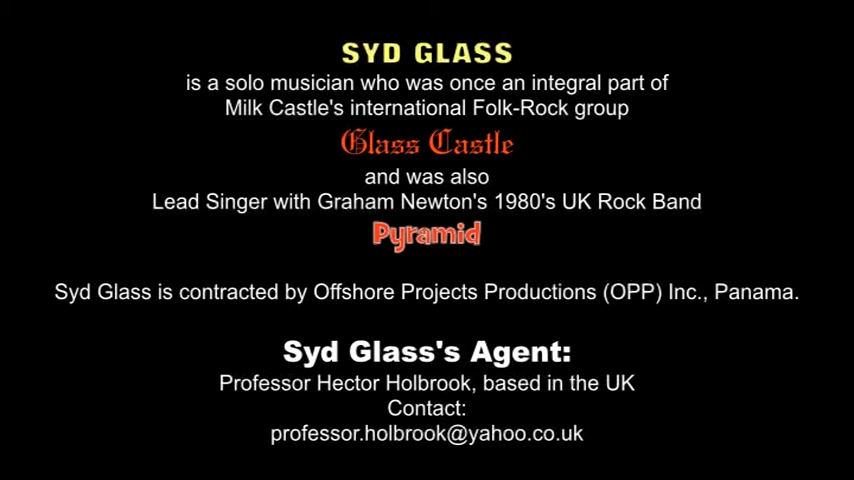 SYD GLASS
is a solo musician who was once an integral part of
Milk Castle's international Folk-Rock group
Glass Castle
and was also
Lead Singer with Graham Newton's 1980's UK Rock Band
Pyramid
Syd Glass is contracted by Offshore Projects Productions (OPP) Inc., Panama.
Syd Glass's Agent:
Professor Hector Holbrook, based in the UK
Contact:
professor.holbrook@yahoo.co.uk